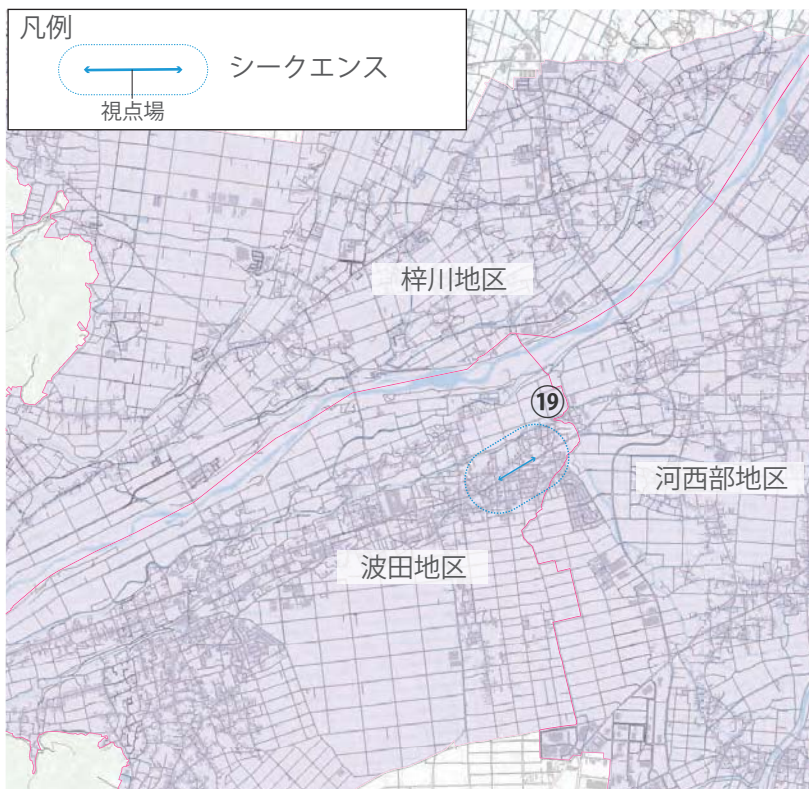 凡例
シークエンス
視点場
梓川地区
19
河西部地区
波田地区